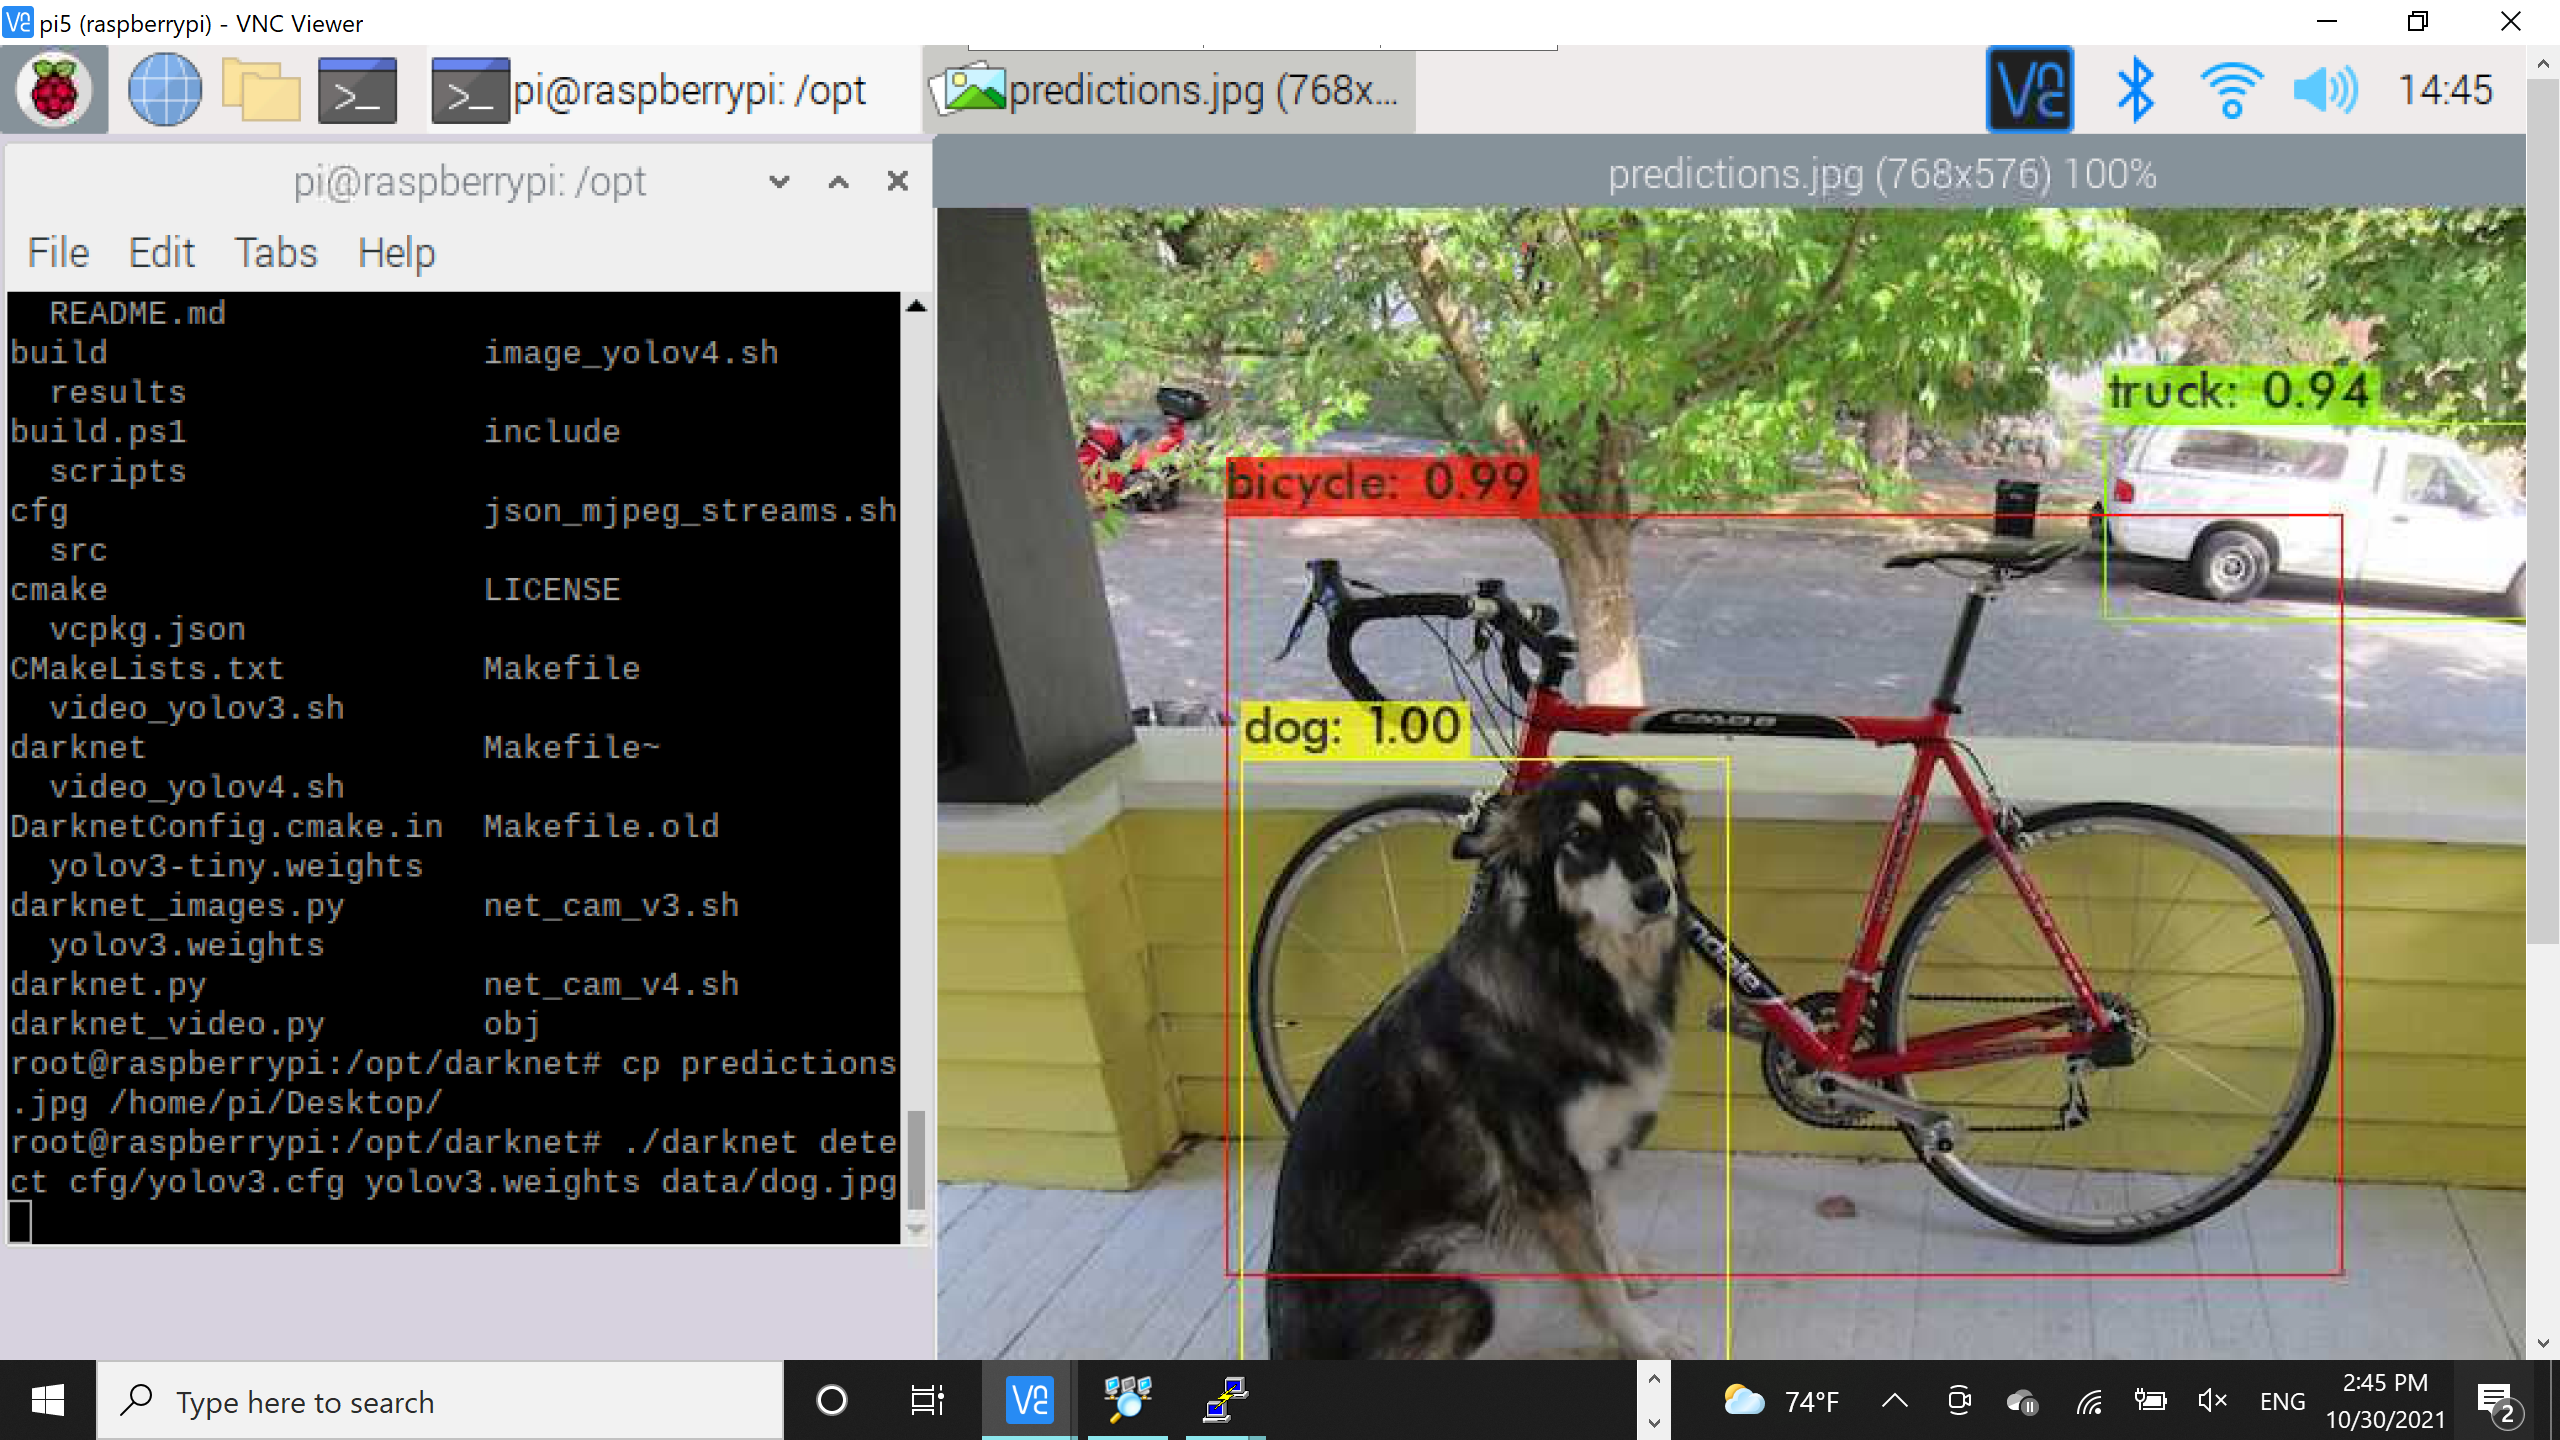 pi5 (raspberrypi) - VNC Viewer
pi@raspberrypi: /opt
predictions.jpg (768x...
14:45
pi@raspberrypi: /opt
File Edit Tabs Help
README.md
build image_yolov4.sh
results
build.ps1 include
scripts
cfg json_mjpeg_streams.sh
src
cmake LICENSE
vcpkg.json
CMakeLists.txt Makefile
video_yolov3.sh
darknet Makefile~
video_yolov4.sh
DarknetConfig.cmake.in Makefile.old
yolov3-tiny.weights
darknet_images.py net_cam_v3.sh
yolov3.weights
darknet.py net_cam_v4.sh
darknet_video.py obj
root@raspberrypi:/opt/darknet# cp predictions
.jpg /home/pi/Desktop/
root@raspberrypi:/opt/darknet# ./darknet dete
ct cfg/yolov3.cfg yolov3.weights data/dog.jpg
predictions.jpg (768x576) 100%
truck: 0.94
bicycle: 0.99
dog: 1.00
ndale
Type here to search
74°F
ENG
2:45 PM
10/30/2021
2